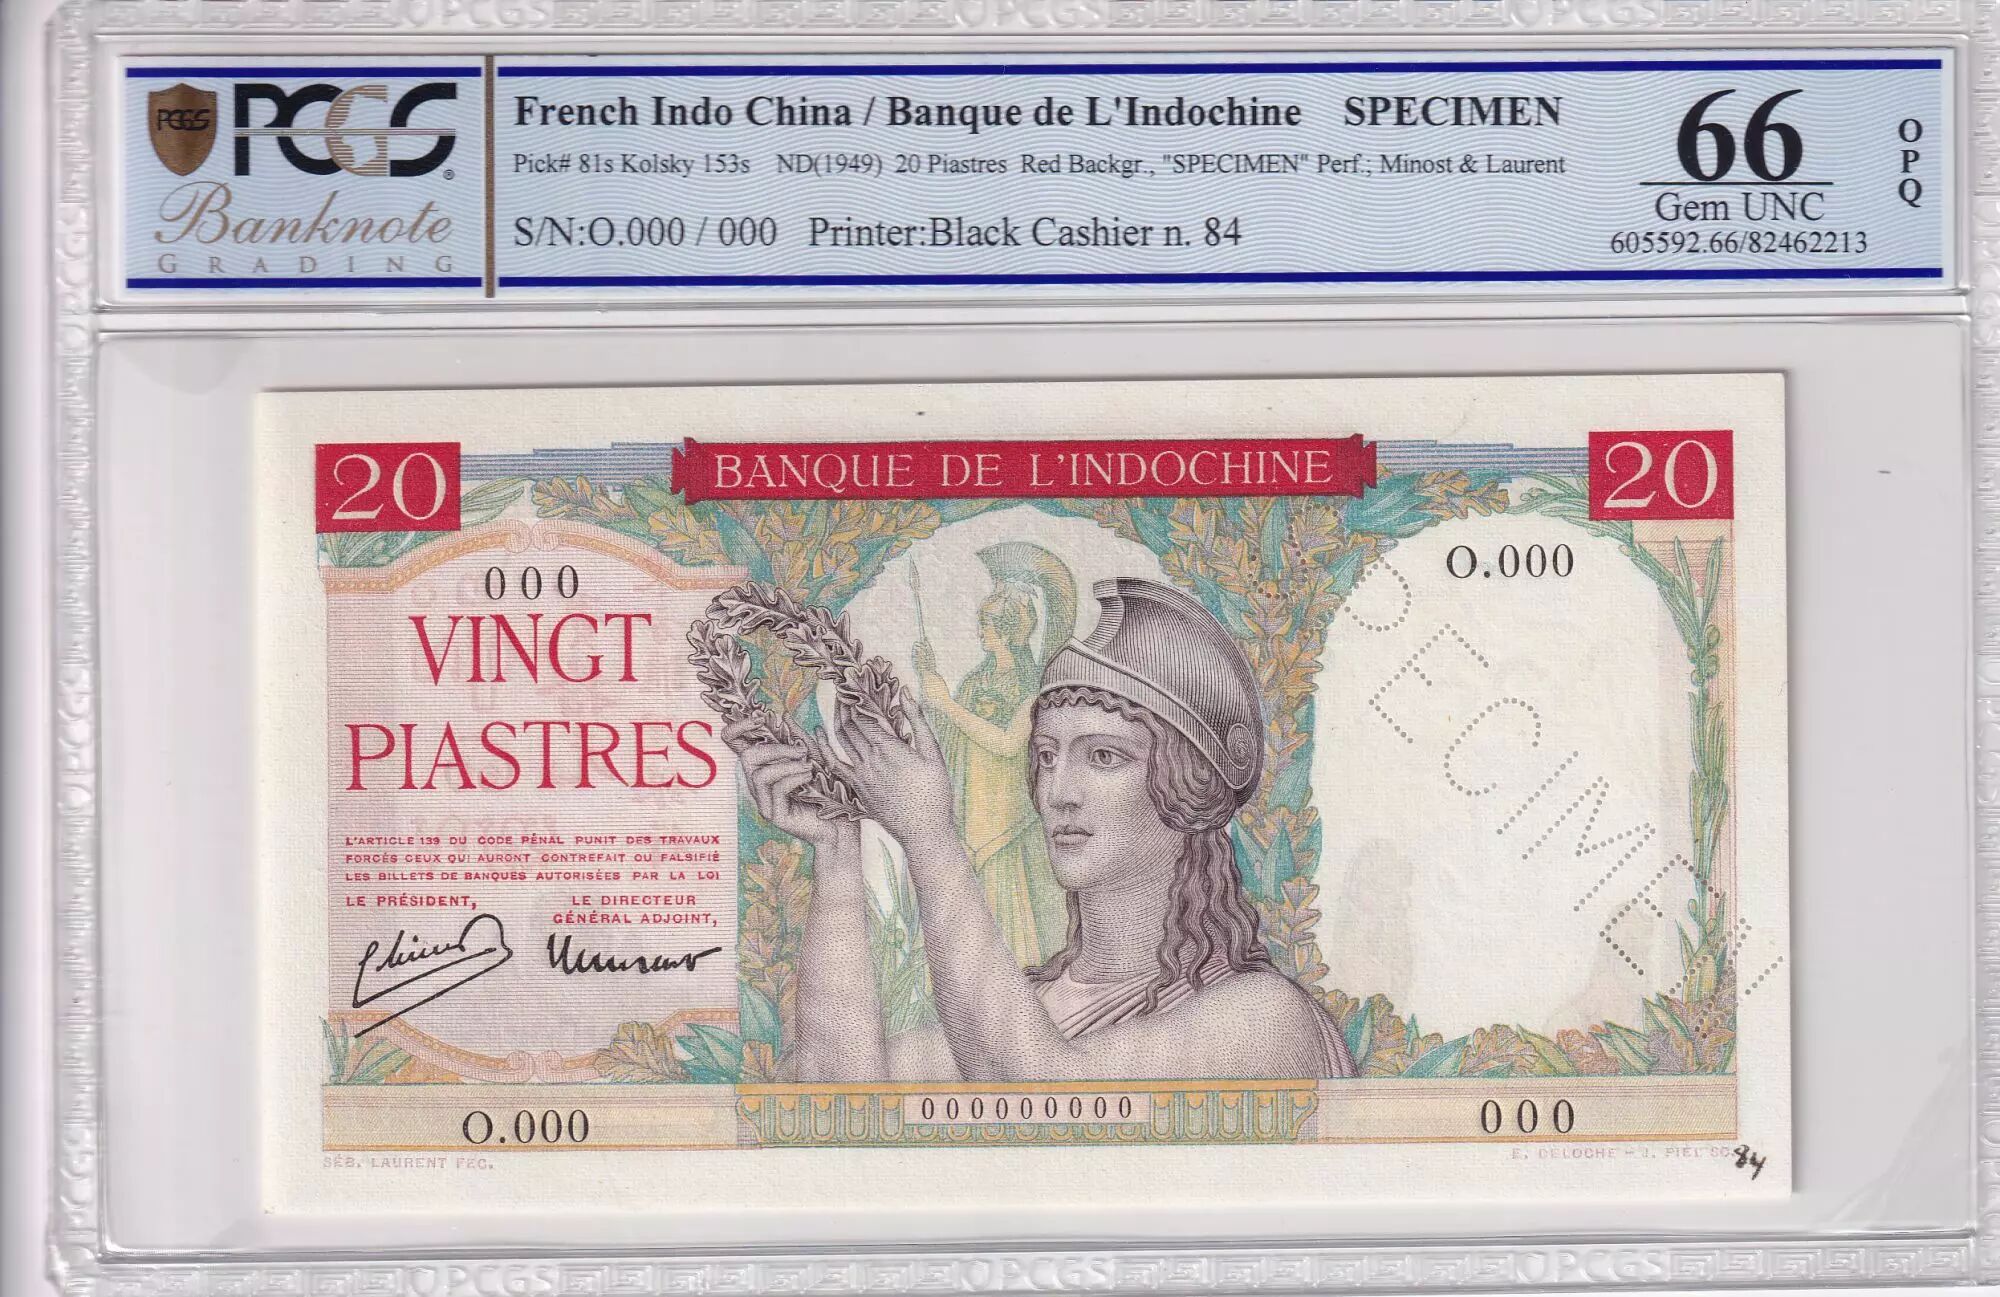 PCGS
PCGS
Banknote
GRADING
French Indo China / Banque de L'Indochine SPECIMEN
Pick# 81s Kolsky 153s ND(1949) 20 Piastres Red Backgr., "SPECIMEN" Perf.; Minost & Laurent
S/N:O.000 / 000 Printer:Black Cashier n. 84
66
Gem UNC
605592.66/82462213
OPQ
20
BANQUE DE L'INDOCHINE
20
000
O.000
VINGT
PIASTRES
SPECIMEN
L'ARTICLE 139 DU CODE PÉNAL PUNIT DES TRAVAUX
FORCÉS CEUX QUI AURONT CONTREFAIT OU FALSIFIÉ
LES BILLETS DE BANQUES AUTORISÉES PAR LA LOI
LE PRÉSIDENT,
LE DIRECTEUR
GÉNÉRAL ADJOINT,
O.000
000000000
000
SÉB. LAURENT FEC.
E. DELOCHE - J. PIEL SC.
84